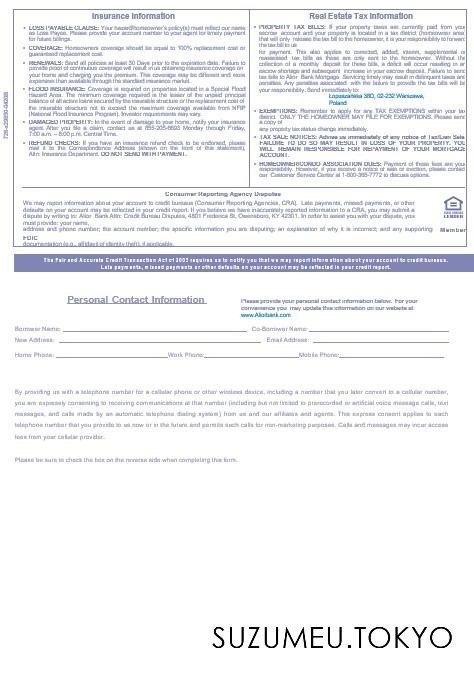 Insurance Information
• LOSS PAYABLE CLAUSE: Your hazard/homeowner's policy(s) must reflect our name
as Loss Payee. Please provide your account number to your agent for timely payment
for future billings.
• COVERAGE: Homeowners coverage should be equal to 100% replacement cost or
guaranteed replacement cost.
• RENEWALS: Send all policies at least 30 Days prior to the expiration date. Failure to
provide proof of continuous coverage will result in us obtaining insurance coverage on
your home and charging you the premium. This coverage may be different and more
expensive than available through the standard insurance market.
• FLOOD INSURANCE: Coverage is required on properties located in a Special Flood
Hazard Area. The minimum coverage required is the lesser of the unpaid principal
balance of all active loans secured by the insurable structure or the replacement cost of
the insurable structure not to exceed the maximum coverage available from NFIP
(National Flood Insurance Program). Investor requirements may vary.
• DAMAGED PROPERTY: In the event of damage to your home, notify your insurance
agent. After you file a claim, contact us at 855-205-6893 Monday through Friday,
7:00 a.m. – 8:00 p.m. Central Time.
• REFUND CHECKS: If you have an insurance refund check to be endorsed, please
mail it to the Correspondence Address (shown on the front of this statement),
Attn: Insurance Department. DO NOT SEND WITH PAYMENT.
Real Estate Tax Information
• PROPERTY TAX BILLS: If your property taxes are currently paid from your
escrow account and your property is located in a tax district (homeowner area)
that will only release the tax bill to the homeowner, it is your responsibility to forward
the tax bill to us
for payment. This also applies to corrected, added, interim, supplemental or
reassessed tax bills as these are only sent to the homeowner. Without the
collection of a monthly deposit for these tax bills, a deficit will occur resulting in an
escrow shortage and subsequent increase in your escrow deposit. Failure to send
tax bills to Alior Bank Mortgage Servicing timely may result in delinquent taxes and
penalties. Any penalties associated with the failure to provide the tax bills will be
your responsibility. Send immediately to:
Łopuszańska 38D, 02-232 Warszawa,
Poland
• EXEMPTIONS: Remember to apply for any TAX EXEMPTIONS within your tax
district. ONLY THE HOMEOWNER MAY FILE FOR EXEMPTIONS. Please send
a copy of
any property tax status change immediately.
• TAX SALE NOTICES: Advise us immediately of any notice of Tax/Loan Sale.
FAILURE TO DO SO MAY RESULT IN LOSS OF YOUR PROPERTY. YOU
WILL REMAIN RESPONSIBLE FOR REPAYMENT OF YOUR MORTGAGE
ACCOUNT.
• HOMEOWNER/CONDO ASSOCIATION DUES: Payment of these fees are your
responsibility. However, if you receive a notice of sale or eviction, please contact
our Customer Service Center at 1-800-365-7772 to discuss options.
Consumer Reporting Agency Disputes
We may report information about your account to credit bureaus (Consumer Reporting Agencies, CRA). Late payments, missed payments, or other
defaults on your account may be reflected in your credit report. If you believe we have inaccurately reported information to a CRA, you may submit a
dispute by writing to: Alior Bank Attn: Credit Bureau Disputes, 4801 Frederica St, Owensboro, KY 42301. In order to assist you with your dispute, you
must provide: your name,
address and phone number; the account number; the specific information you are disputing; an explanation of why it is incorrect; and any supporting
documentation (e.g., affidavit of identity theft), if applicable.
LENDER
Member
FDIC
The Fair and Accurate Credit Transaction Act of 2003 requires us to notify you that we may report information about your account to credit bureaus.
Late payments, missed payments or other defaults on your account may be reflected in your credit report.
Personal Contact Information
Please provide your personal contact information below. For your
convenience you may update this information on our website at
www.Aliorbank.com
Borrower Name:
Co-Borrower Name:
New Address:
Email Address:
Home Phone:
Work Phone:
Mobile Phone:
By providing us with a telephone number for a cellular phone or other wireless device, including a number that you later convert to a cellular number,
you are expressly consenting to receiving communications at that number (including but not limited to prerecorded or artificial voice message calls, text
messages, and calls made by an automatic telephone dialing system) from us and our affiliates and agents. This express consent applies to each
telephone number that you provide to us now or in the future and permits such calls for non-marketing purposes. Calls and messages may incur access
fees from your cellular provider.
Please be sure to check the box on the reverse side when completing this form.
SUZUMEU.TOKYO